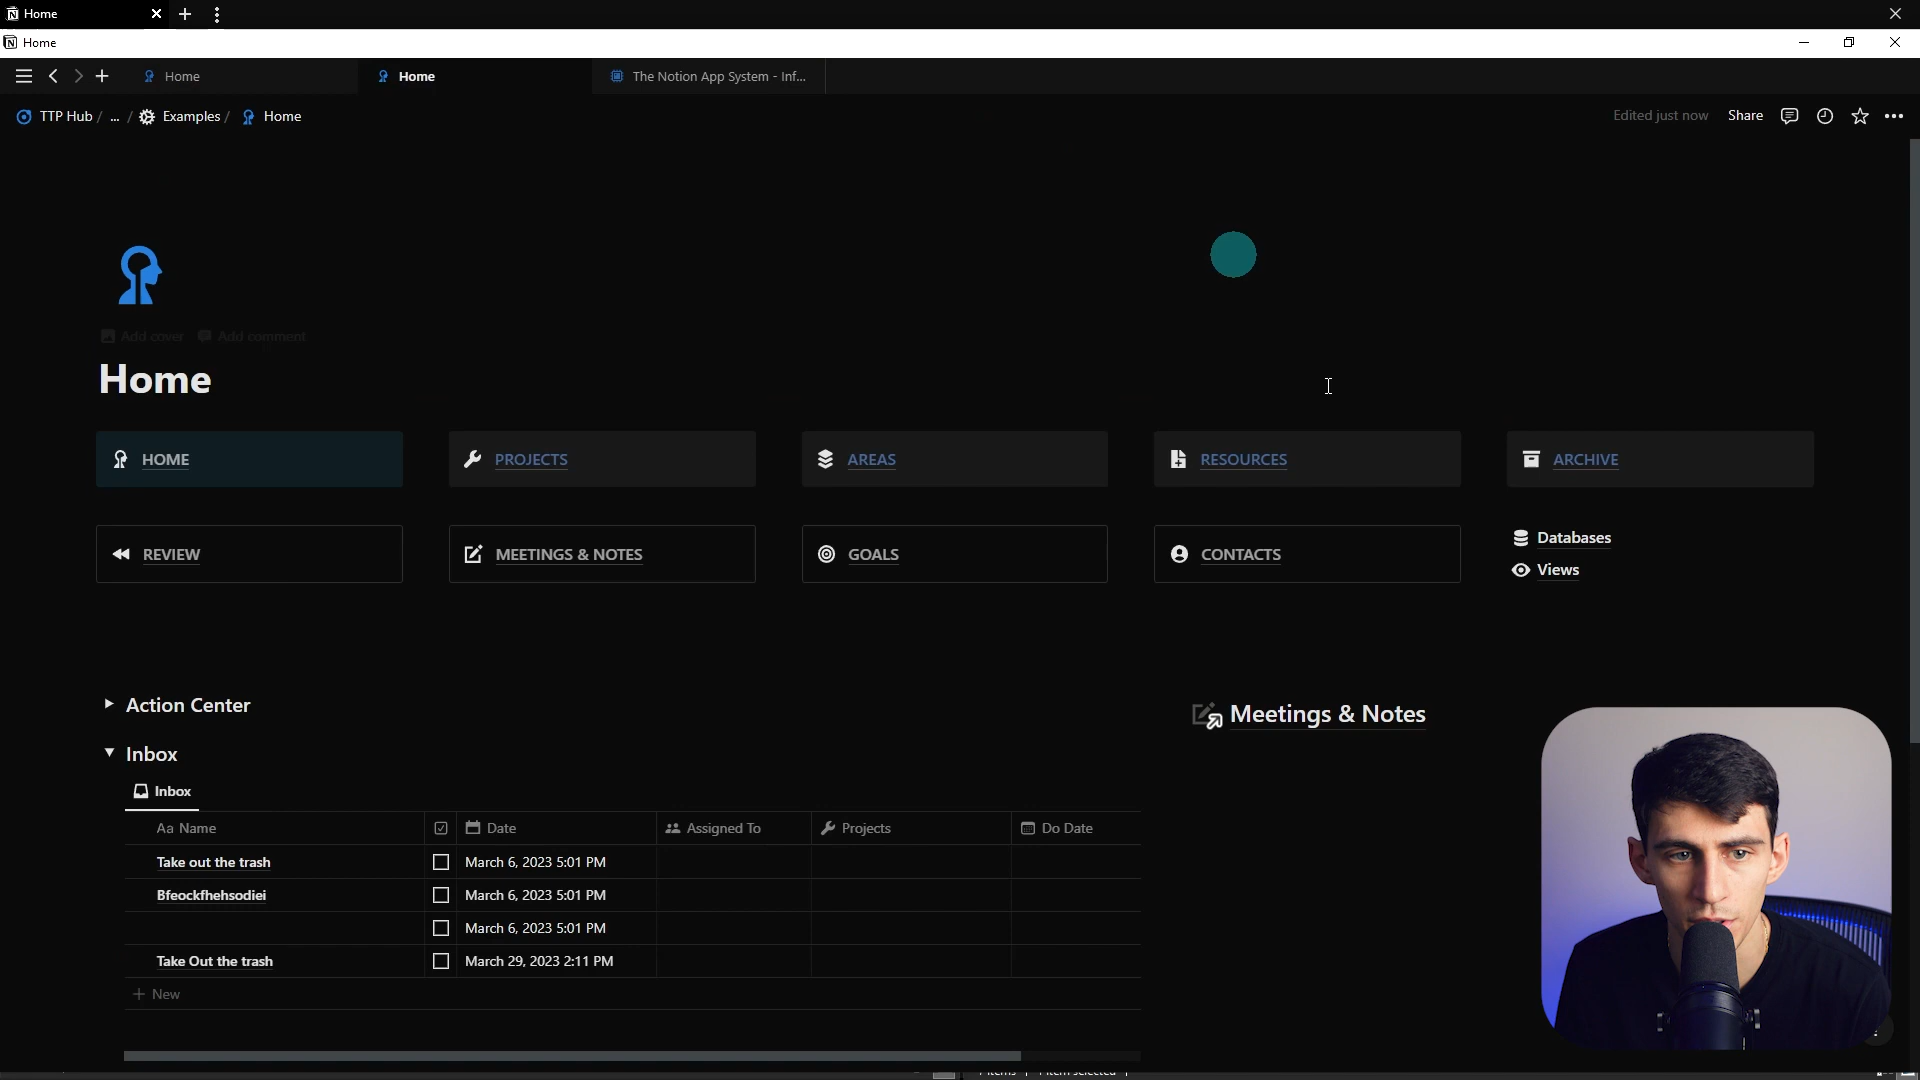 Home
Home
Home
Home
The Notion App System - Inf...
TTP Hub / ... / Examples / Home
Edited just now
Share
Add cover
Add comment
Home
HOME
PROJECTS
AREAS
RESOURCES
ARCHIVE
REVIEW
MEETINGS & NOTES
GOALS
CONTACTS
Databases
Views
Action Center
Meetings & Notes
Inbox
Inbox
Aa Name
Date
Assigned To
Projects
Do Date
Take out the trash
March 6, 2023 5:01 PM
Bfeockfhehsodiei
March 6, 2023 5:01 PM
March 6, 2023 5:01 PM
Take Out the trash
March 29, 2023 2:11 PM
+ New